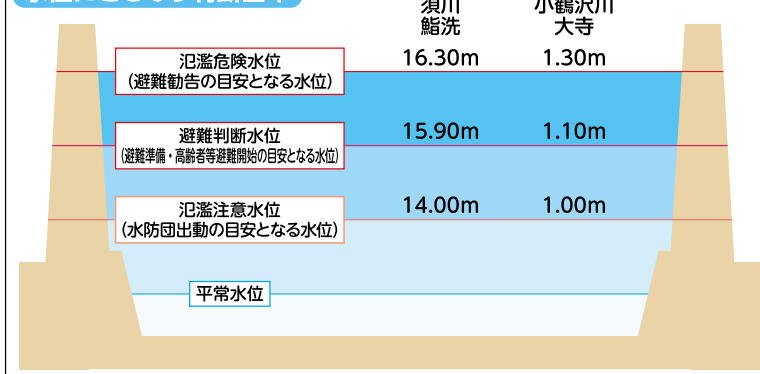 須川 小鶴沢川
鮨洗 大寺
氾濫危険水位 16.30m 1.30m
(避難勧告の目安となる水位)
避難判断水位 15.90m 1.10m
(避難準備・高齢者等避難開始の目安となる水位)
氾濫注意水位 14.00m 1.00m
(水防団出動の目安となる水位)
平常水位